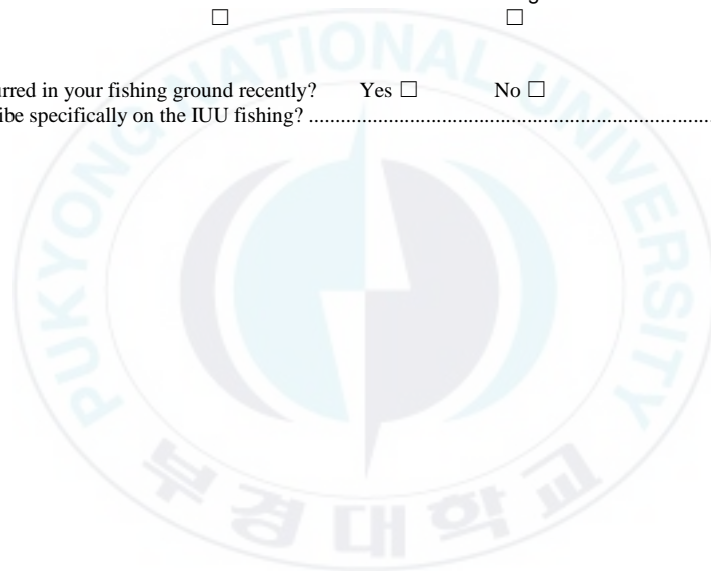 ☐ ☐
urred in your fishing ground recently? Yes ☐ No ☐
ibe specifically on the IUU fishing? ..........................................................................
PUKYONG NATIONAL UNIVERSITY
부경대학교